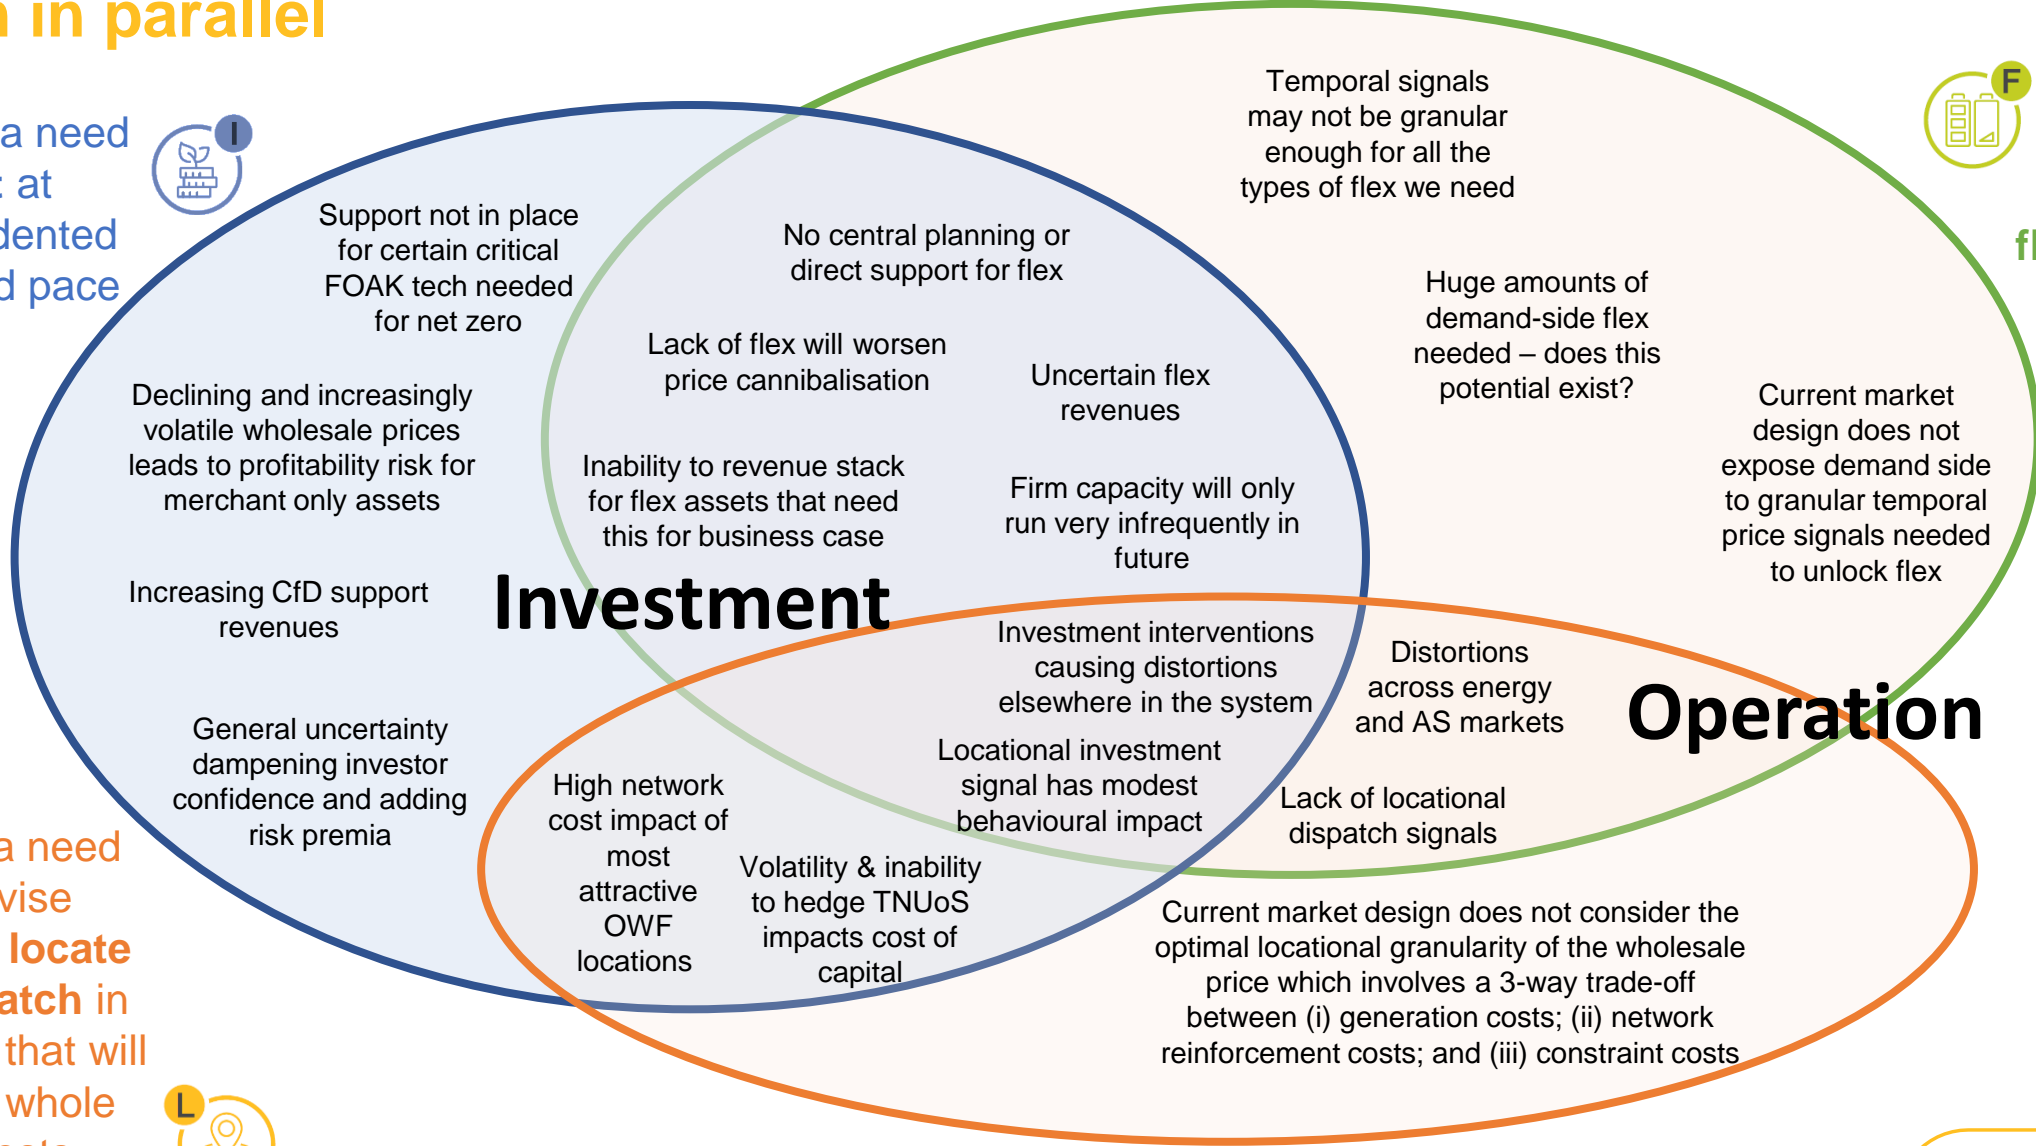 in parallel
a need
at
d pace
I
F
Support not in place
for certain critical
FOAK tech needed
for net zero
Declining and increasingly
volatile wholesale prices
leads to profitability risk for
merchant only assets
Increasing CfD support
revenues
General uncertainty
dampening investor
confidence and adding
risk premia
No central planning or
direct support for flex
Lack of flex will worsen
price cannibalisation
Uncertain flex
revenues
Inability to revenue stack
for flex assets that need
this for business case
Firm capacity will only
run very infrequently in
future
Investment
Temporal signals
may not be granular
enough for all the
types of flex we need
Huge amounts of
demand-side flex
needed – does this
potential exist?
Current market
design does not
expose demand side
to granular temporal
price signals needed
to unlock flex
Investment interventions
causing distortions
elsewhere in the system
Locational investment
signal has modest
behavioural impact
Distortions
across energy
and AS markets
Operation
Lack of locational
dispatch signals
High network
cost impact of
most
attractive
OWF
locations
Volatility & inability
to hedge TNUoS
impacts cost of
capital
Current market design does not consider the
optimal locational granularity of the wholesale
price which involves a 3-way trade-off
between (i) generation costs; (ii) network
reinforcement costs; and (iii) constraint costs
a need
locate
in
that will
whole
L